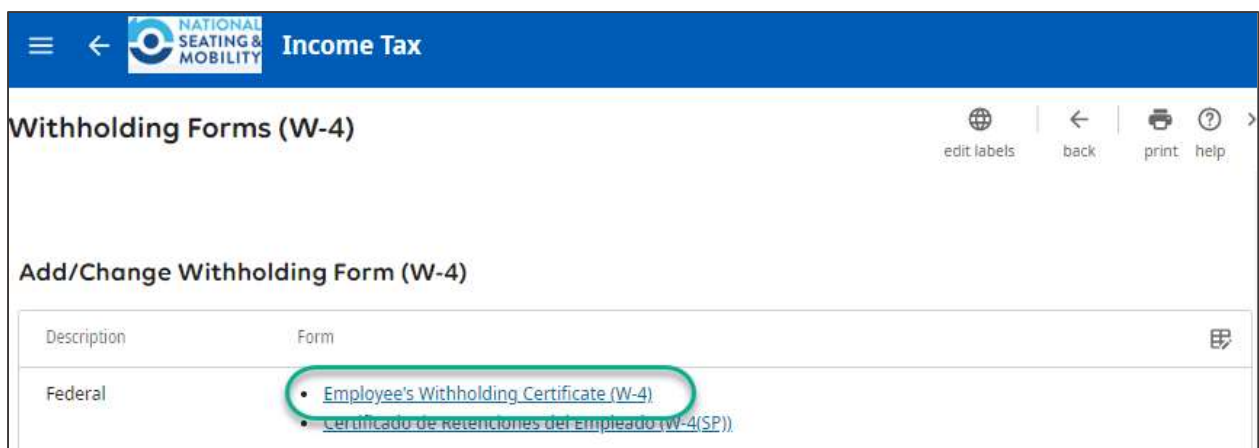 NATIONAL
SEATING &
MOBILITY
Income Tax
Withholding Forms (W-4)
edit labels
back
print
help
Add/Change Withholding Form (W-4)
Description Form
Federal • Employee's Withholding Certificate (W-4)
• Certificado de Retenciones del Empleado (W-4(SP))